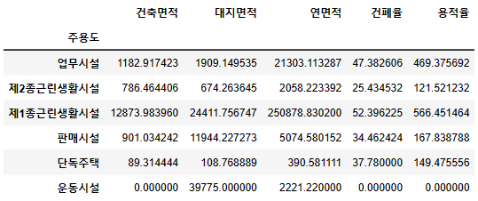 건축면적 대지면적 연면적 건폐율 용적률
주용도
업무시설 1182.917423 1909.149535 21303.113287 47.382606 469.375692
제2종근린생활시설 786.464406 674.263645 2058.223392 25.434532 121.521232
제1종근린생활시설 12873.983960 24411.756747 250878.830200 52.396225 566.451464
판매시설 901.034242 11944.227273 5074.580152 34.462424 167.838788
단독주택 89.314444 108.768889 390.581111 37.780000 149.475556
운동시설 0.000000 39775.000000 2221.220000 0.000000 0.000000